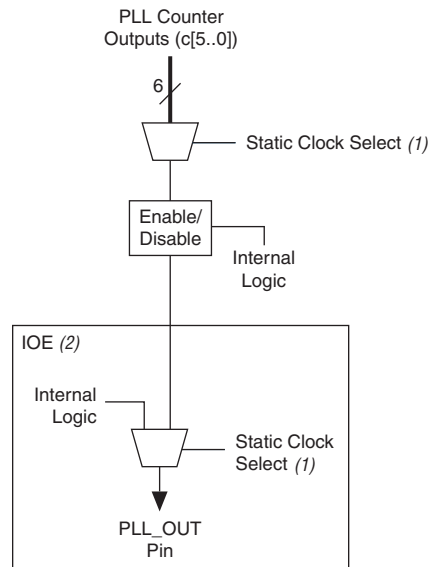 PLL Counter
Outputs (c[5..0])
6
Static Clock Select (1)
Enable/
Disable
Internal
Logic
IOE (2)
Internal
Logic
Static Clock
Select (1)
PLL_OUT
Pin